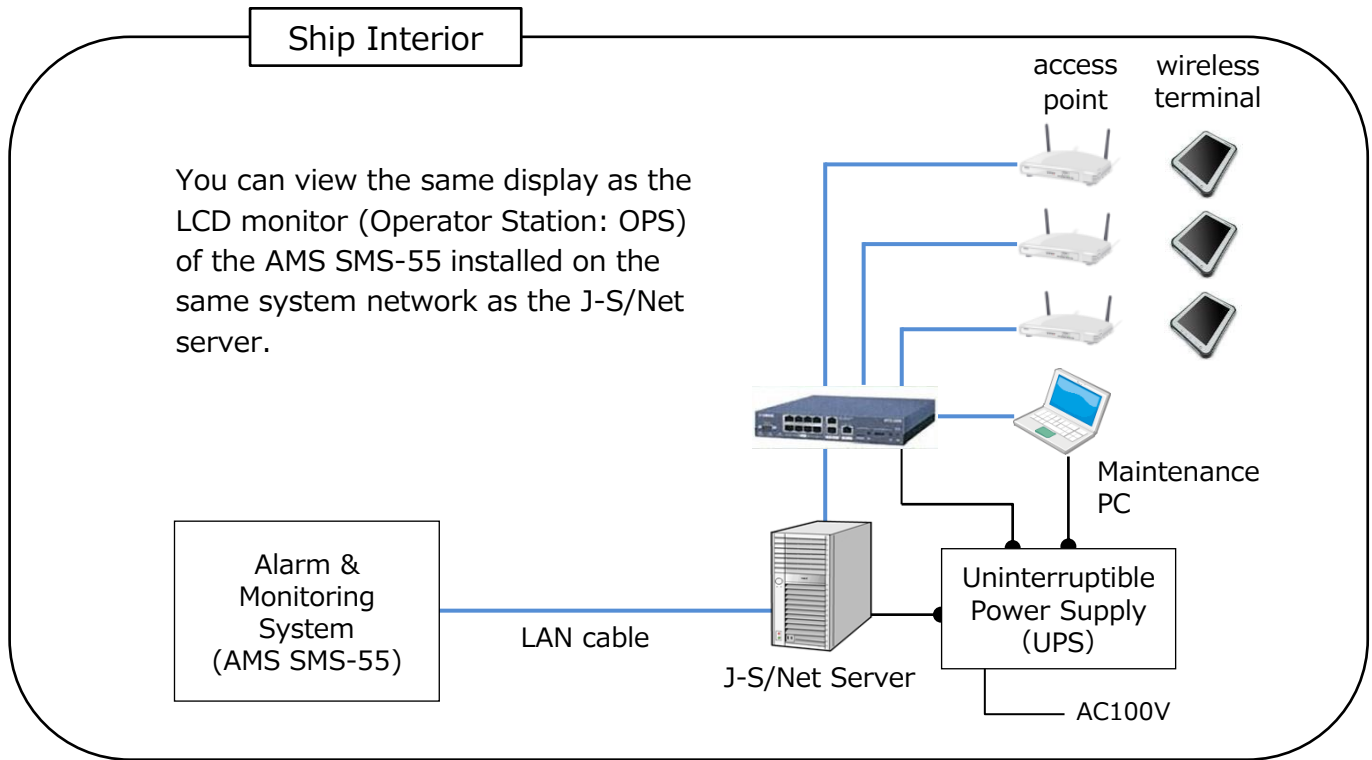 Ship Interior
access
point
wireless
terminal
You can view the same display as the
LCD monitor (Operator Station: OPS)
of the AMS SMS-55 installed on the
same system network as the J-S/Net
server.
Maintenance
PC
Alarm &
Monitoring
System
(AMS SMS-55)
LAN cable
J-S/Net Server
Uninterruptible
Power Supply
(UPS)
AC100V